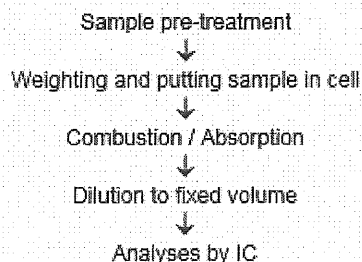 Sample pre-treatment
↓
Weighting and putting sample in cell
↓
Combustion / Absorption
↓
Dilution to fixed volume
↓
Analyses by IC